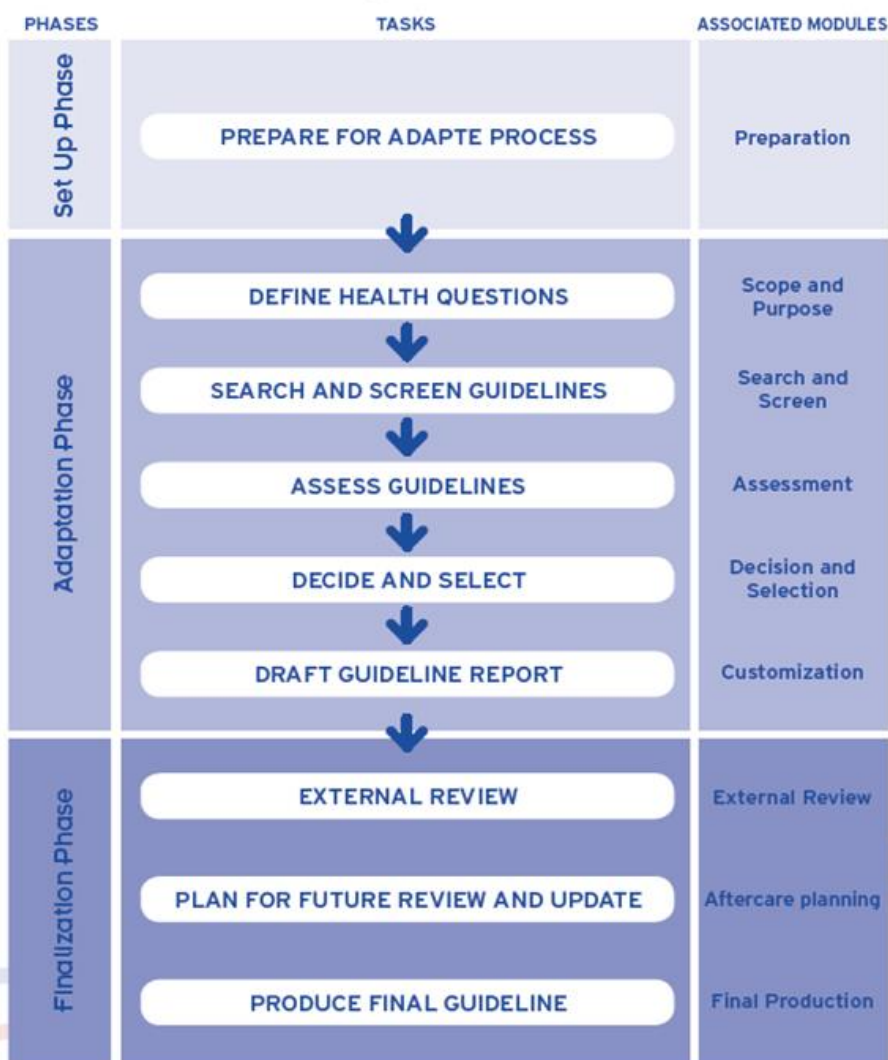 PHASES TASKS ASSOCIATED MODULES
Set Up Phase
PREPARE FOR ADAPTE PROCESS
Preparation
Adaptation Phase
DEFINE HEALTH QUESTIONS
Scope and
Purpose
SEARCH AND SCREEN GUIDELINES
Search and
Screen
ASSESS GUIDELINES
Assessment
DECIDE AND SELECT
Decision and
Selection
DRAFT GUIDELINE REPORT
Customization
Finalization Phase
EXTERNAL REVIEW
External Review
PLAN FOR FUTURE REVIEW AND UPDATE
Aftercare planning
PRODUCE FINAL GUIDELINE
Final Production